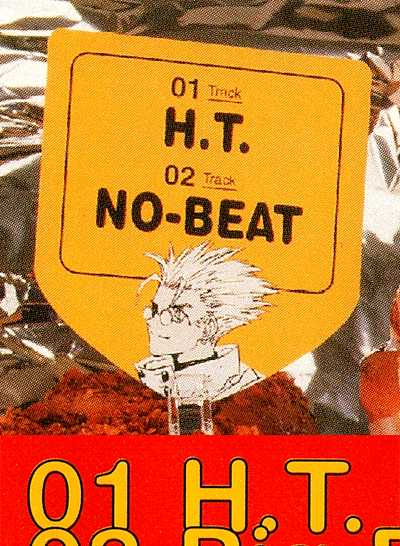 01 Track
H.T.
02 Track
NO-BEAT
01 H.T.